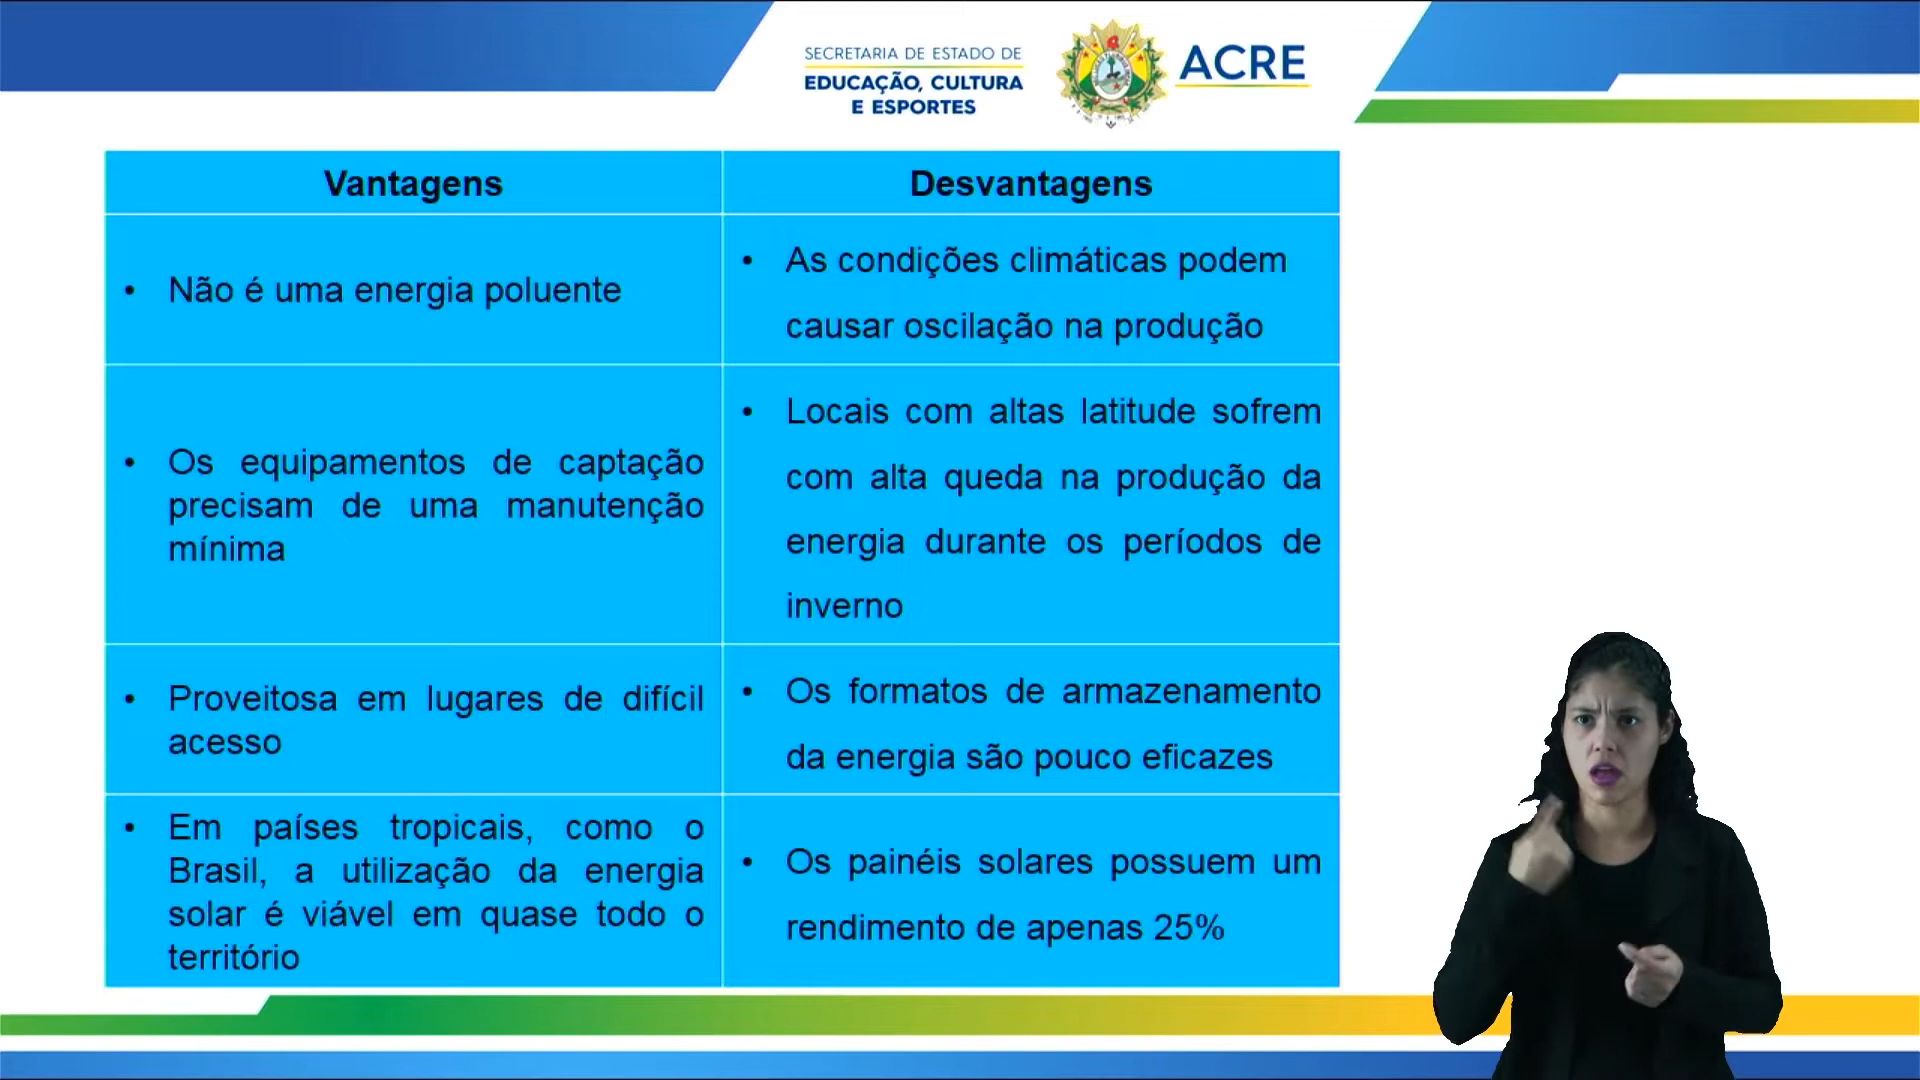 SECRETARIA DE ESTADO DE
EDUCAÇÃO, CULTURA
E ESPORTES
ACRE
Vantagens
Desvantagens
• Não é uma energia poluente
• As condições climáticas podem
causar oscilação na produção
• Os equipamentos de captação
precisam de uma manutenção
mínima
• Locais com altas latitude sofrem
com alta queda na produção da
energia durante os períodos de
inverno
• Proveitosa em lugares de difícil
acesso
• Os formatos de armazenamento
da energia são pouco eficazes
• Em países tropicais, como o
Brasil, a utilização da energia
solar é viável em quase todo o
território
• Os painéis solares possuem um
rendimento de apenas 25%